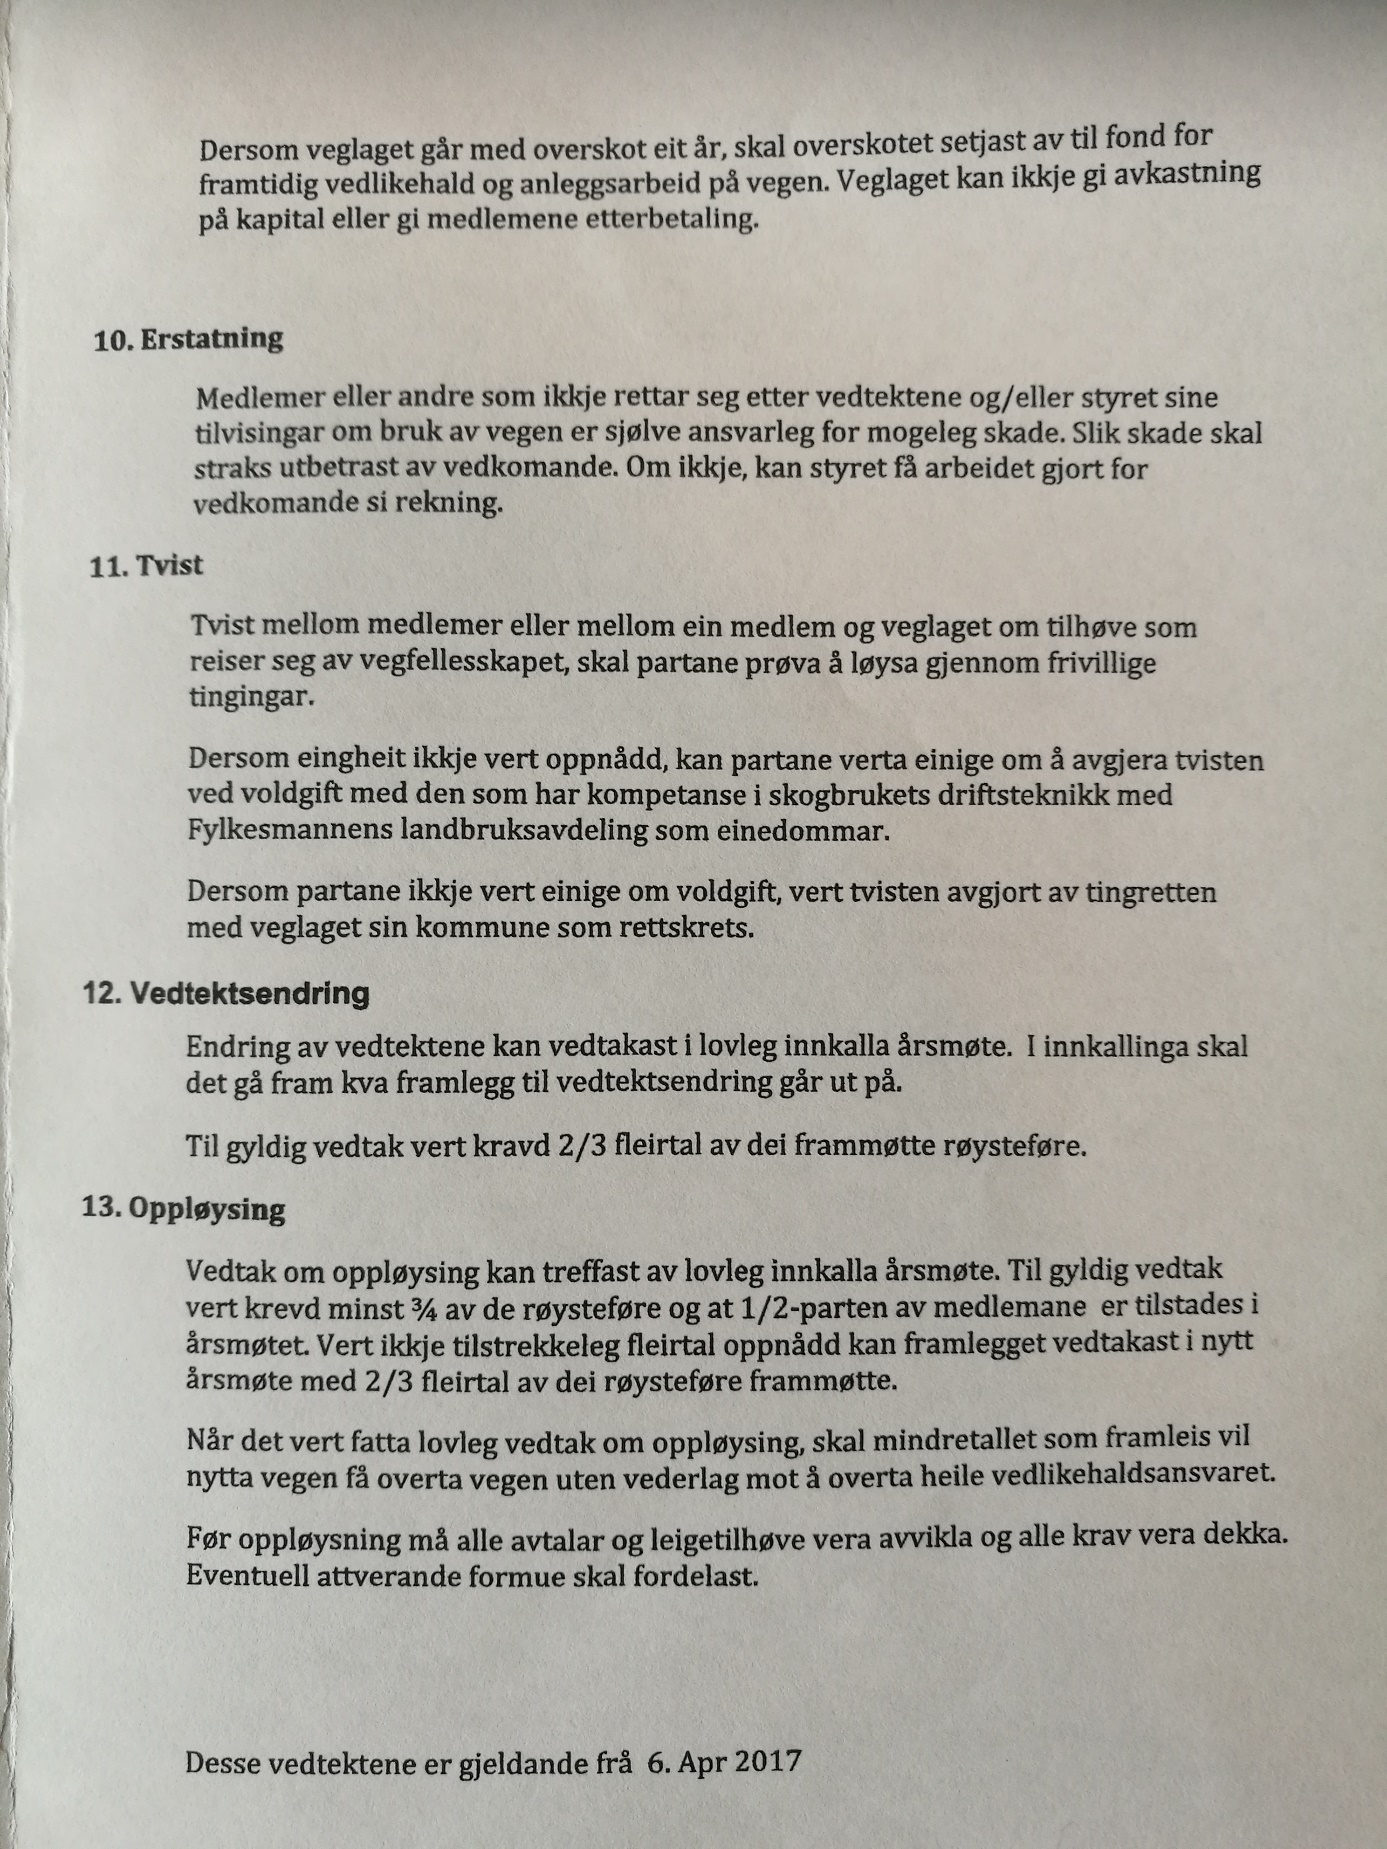 Dersom veglaget går med overskot eit år, skal overskotet setjast av til fond for
framtidig vedlikehald og anleggsarbeid på vegen. Veglaget kan ikkje gi avkastning
på kapital eller gi medlemene etterbetaling.
10. Erstatning
Medlemer eller andre som ikkje rettar seg etter vedtektene og/eller styret sine
tilvisingar om bruk av vegen er sjølve ansvarleg for mogeleg skade. Slik skade skal
straks utbetrast av vedkomande. Om ikkje, kan styret få arbeidet gjort for
vedkomande si rekning.
11. Tvist
Tvist mellom medlemer eller mellom ein medlem og veglaget om tilhøve som
reiser seg av vegfellesskapet, skal partane prøva å løysa gjennom frivillige
tingingar.
Dersom eingheit ikkje vert oppnådd, kan partane verta einige om å avgjera tvisten
ved voldgift med den som har kompetanse i skogbrukets driftsteknikk med
Fylkesmannens landbruksavdeling som einedommar.
Dersom partane ikkje vert einige om voldgift, vert tvisten avgjort av tingretten
med veglaget sin kommune som rettskrets.
12. Vedtektsendring
Endring av vedtektene kan vedtakast i lovleg innkalla årsmøte.  I innkallinga skal
det gå fram kva framlegg til vedtektsendring går ut på.
Til gyldig vedtak vert kravd 2/3 fleirtal av dei frammøtte røysteføre.
13. Oppløysing
Vedtak om oppløysing kan treffast av lovleg innkalla årsmøte. Til gyldig vedtak
vert krevd minst ¾ av de røysteføre og at 1/2-parten av medlemane  er tilstades i
årsmøtet. Vert ikkje tilstrekkeleg fleirtal oppnådd kan framlegget vedtakast i nytt
årsmøte med 2/3 fleirtal av dei røysteføre frammøtte.
Når det vert fatta lovleg vedtak om oppløysing, skal mindretallet som framleis vil
nytta vegen få overta vegen uten vederlag mot å overta heile vedlikehaldsansvaret.
Før oppløysning må alle avtalar og leigetilhøve vera avvikla og alle krav vera dekka.
Eventuell attverande formue skal fordelast.
Desse vedtektene er gjeldande frå  6. Apr 2017